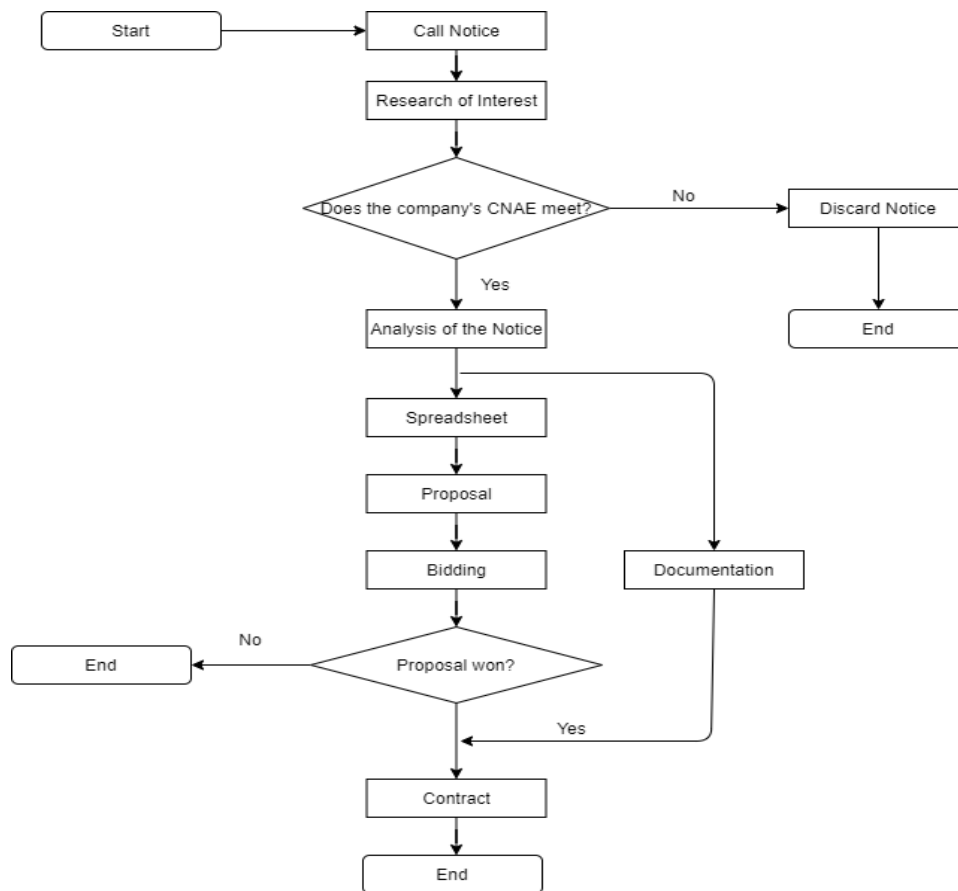 Start
Call Notice
Research of Interest
Does the company's CNAE meet?
No
Discard Notice
Yes
End
Analysis of the Notice
Spreadsheet
Proposal
Bidding
Documentation
No
End
Proposal won?
Yes
Contract
End